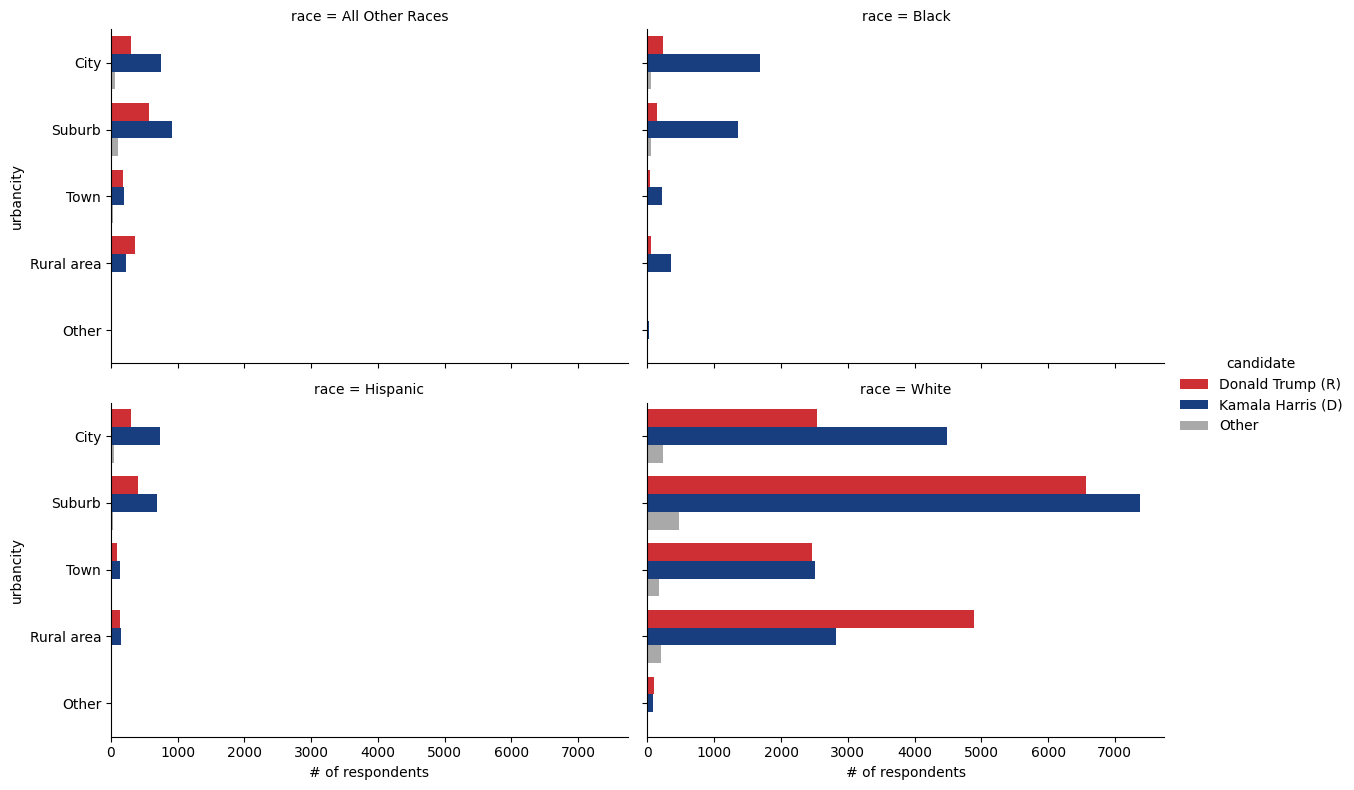 race = All Other Races
race = Black
urbancity
City
Suburb
Town
Rural area
Other
race = Hispanic
race = White
urbancity
City
Suburb
Town
Rural area
Other
0 1000 2000 3000 4000 5000 6000 7000
0 1000 2000 3000 4000 5000 6000 7000
# of respondents
# of respondents
candidate
Donald Trump (R)
Kamala Harris (D)
Other